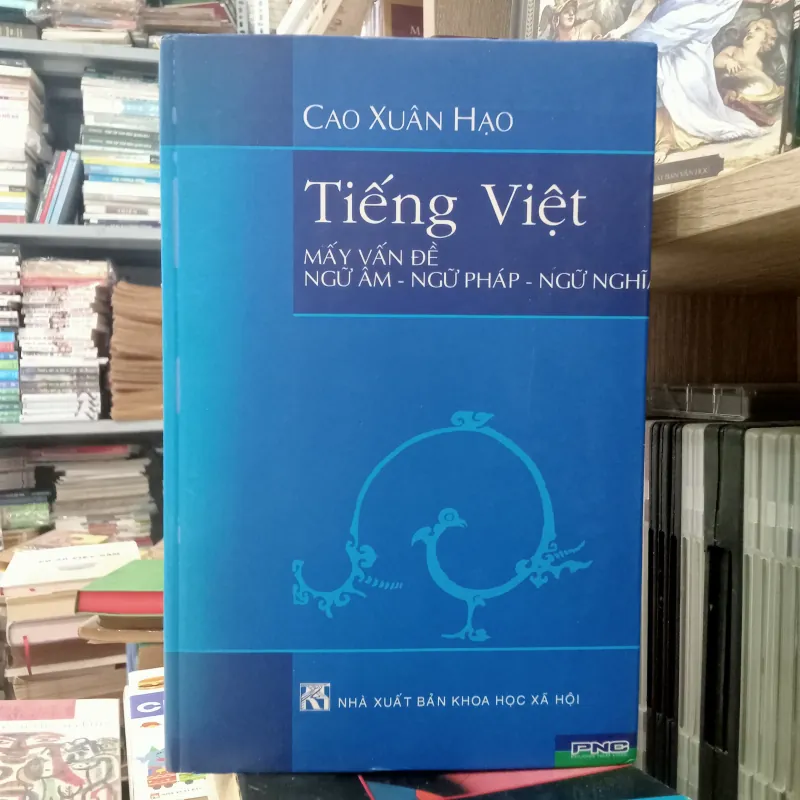 CAO XUÂN HẠO
Tiếng Việt
MẤY VẤN ĐỀ
NGỮ ÂM - NGỮ PHÁP - NGỮ NGHĨA
NHÀ XUẤT BẢN KHOA HỌC XÃ HỘI
PNC